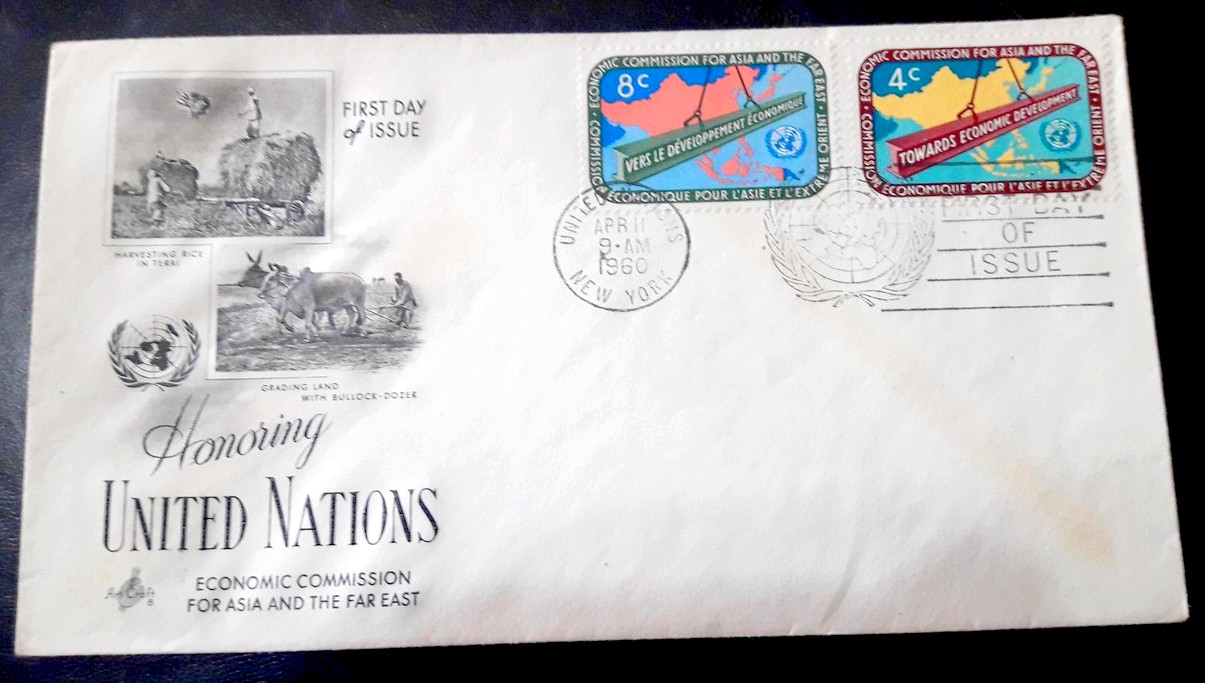 FIRST DAY
of ISSUE
HARVESTING RICE
IN TERAI
GRADING LAND
WITH BULLOCK-DOZER
Honoring
UNITED NATIONS
ArtCraft
ECONOMIC COMMISSION
FOR ASIA AND THE FAR EAST
ECONOMIC COMMISSION FOR ASIA AND THE FAR EAST
8c
VERS LE DÉVELOPPEMENT ÉCONOMIQUE
COMMISSION ÉCONOMIQUE POUR L'ASIE ET L'EXTRÊME ORIENT
ECONOMIC COMMISSION FOR ASIA AND THE FAR EAST
4c
TOWARDS ECONOMIC DEVELOPMENT
COMMISSION ÉCONOMIQUE POUR L'ASIE ET L'EXTRÊME ORIENT
UNITED NATIONS
APR 11
9-AM
1960
NEW YORK
FIRST DAY
OF
ISSUE